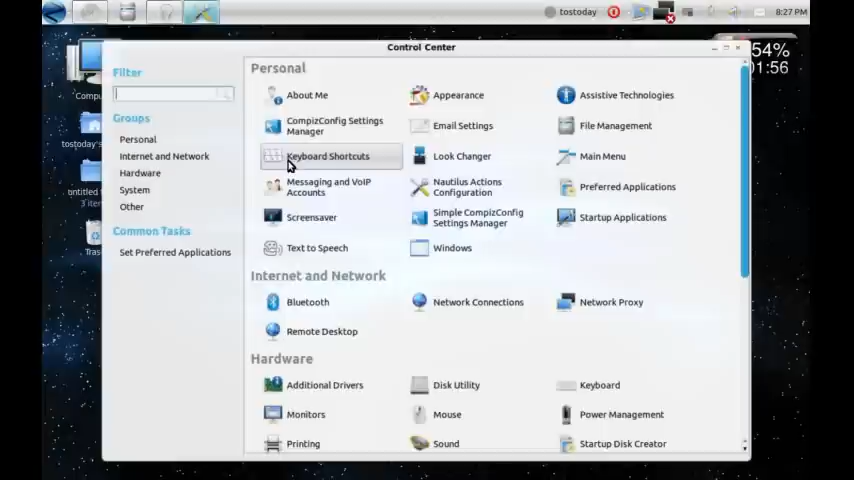 tostoday
8:27 PM
Control Center
54%
01:56
Filter
Groups
Personal
Internet and Network
Hardware
System
Other
Common Tasks
Set Preferred Applications
Personal
About Me
Appearance
Assistive Technologies
CompizConfig Settings
Manager
Email Settings
File Management
Keyboard Shortcuts
Look Changer
Main Menu
Messaging and VoIP
Accounts
Nautilus Actions
Configuration
Preferred Applications
Screensaver
Simple CompizConfig
Settings Manager
Startup Applications
Text to Speech
Windows
Internet and Network
Bluetooth
Network Connections
Network Proxy
Remote Desktop
Hardware
Additional Drivers
Disk Utility
Keyboard
Monitors
Mouse
Power Management
Printing
Sound
Startup Disk Creator
Compu
tostoday's
untitled f
3 item
Tras